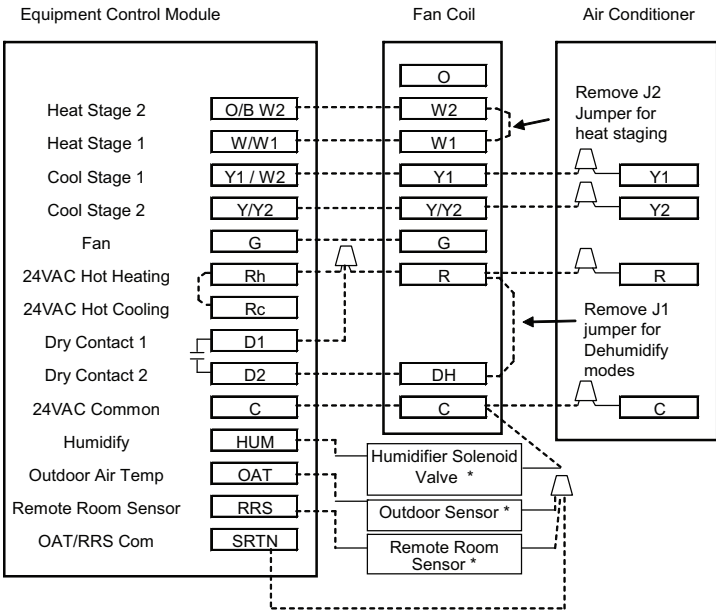 Equipment Control Module
Fan Coil
Air Conditioner
O
Remove J2
Jumper for
heat staging
Heat Stage 2
O/B W2
W2
Heat Stage 1
W/W1
W1
Cool Stage 1
Y1 / W2
Y1
Y1
Cool Stage 2
Y/Y2
Y/Y2
Y2
Fan
G
G
24VAC Hot Heating
Rh
R
R
24VAC Hot Cooling
Rc
Remove J1
jumper for
Dehumidify
modes
Dry Contact 1
D1
Dry Contact 2
D2
DH
24VAC Common
C
C
C
Humidify
HUM
Humidifier Solenoid
Valve *
Outdoor Air Temp
OAT
Outdoor Sensor *
Remote Room Sensor
RRS
Remote Room
Sensor *
OAT/RRS Com
SRTN